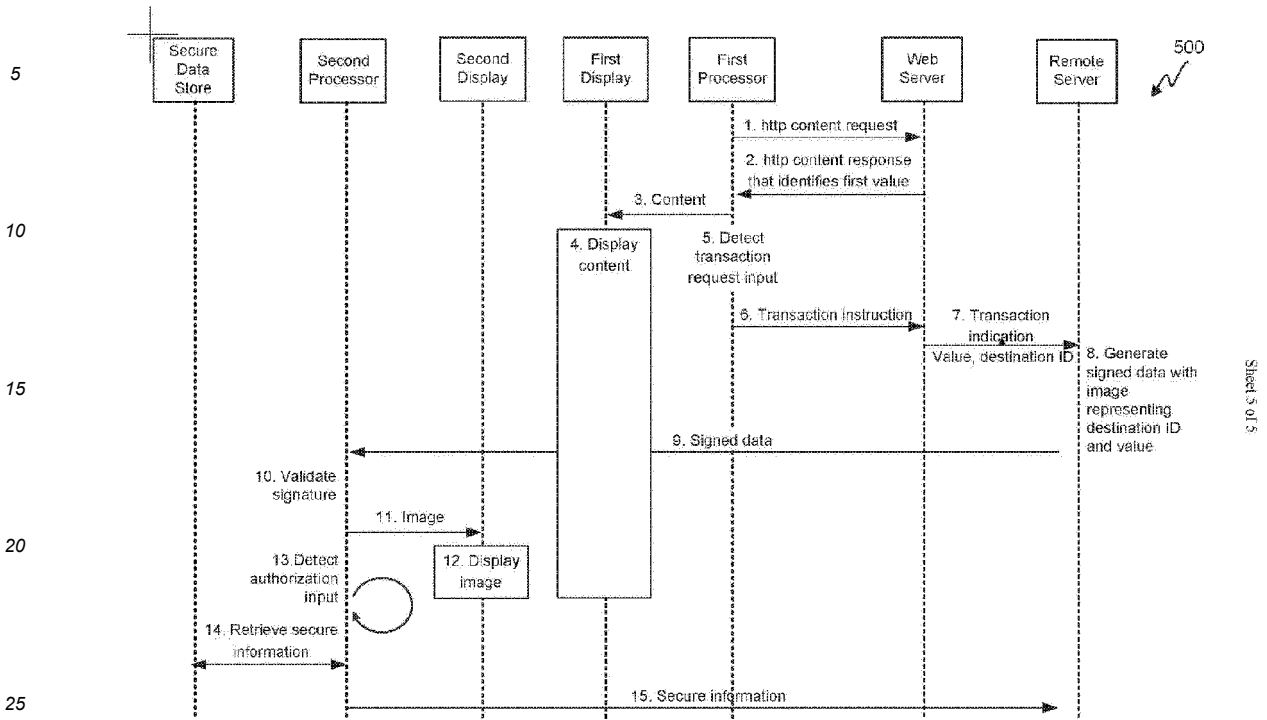 5
Secure
Data
Store
Second
Processor
Second
Display
First
Display
First
Processor
Web
Server
Remote
Server
500
1. http content request
2. http content response
that identifies first value
3. Content
10
4. Display
content
5. Detect
transaction
request input
6. Transaction instruction
7. Transaction
indication
Value, destination ID
8. Generate
signed data with
image
representing
destination ID
and value
15
Sheet 5 of 5
9. Signed data
10. Validate
signature
11. Image
20
12. Display
image
13.Detect
authorization
input
14. Retrieve secure
information
15. Secure information
25